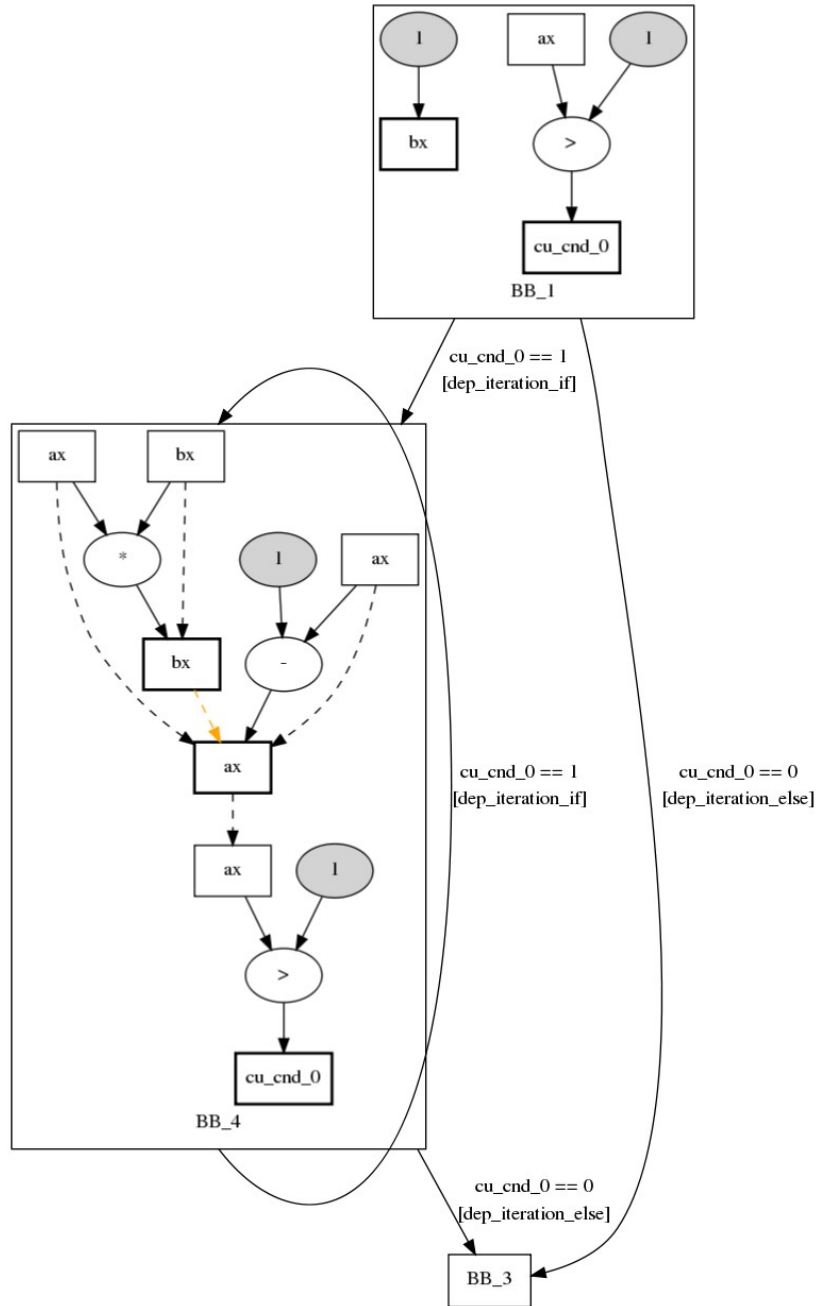 1
ax
1
bx
>
cu_cnd_0
BB_1
cu_cnd_0 == 1
[dep_iteration_if]
ax
bx
*
1
ax
bx
-
ax
cu_cnd_0 == 1
[dep_iteration_if]
cu_cnd_0 == 0
[dep_iteration_else]
ax
1
>
cu_cnd_0
BB_4
cu_cnd_0 == 0
[dep_iteration_else]
BB_3